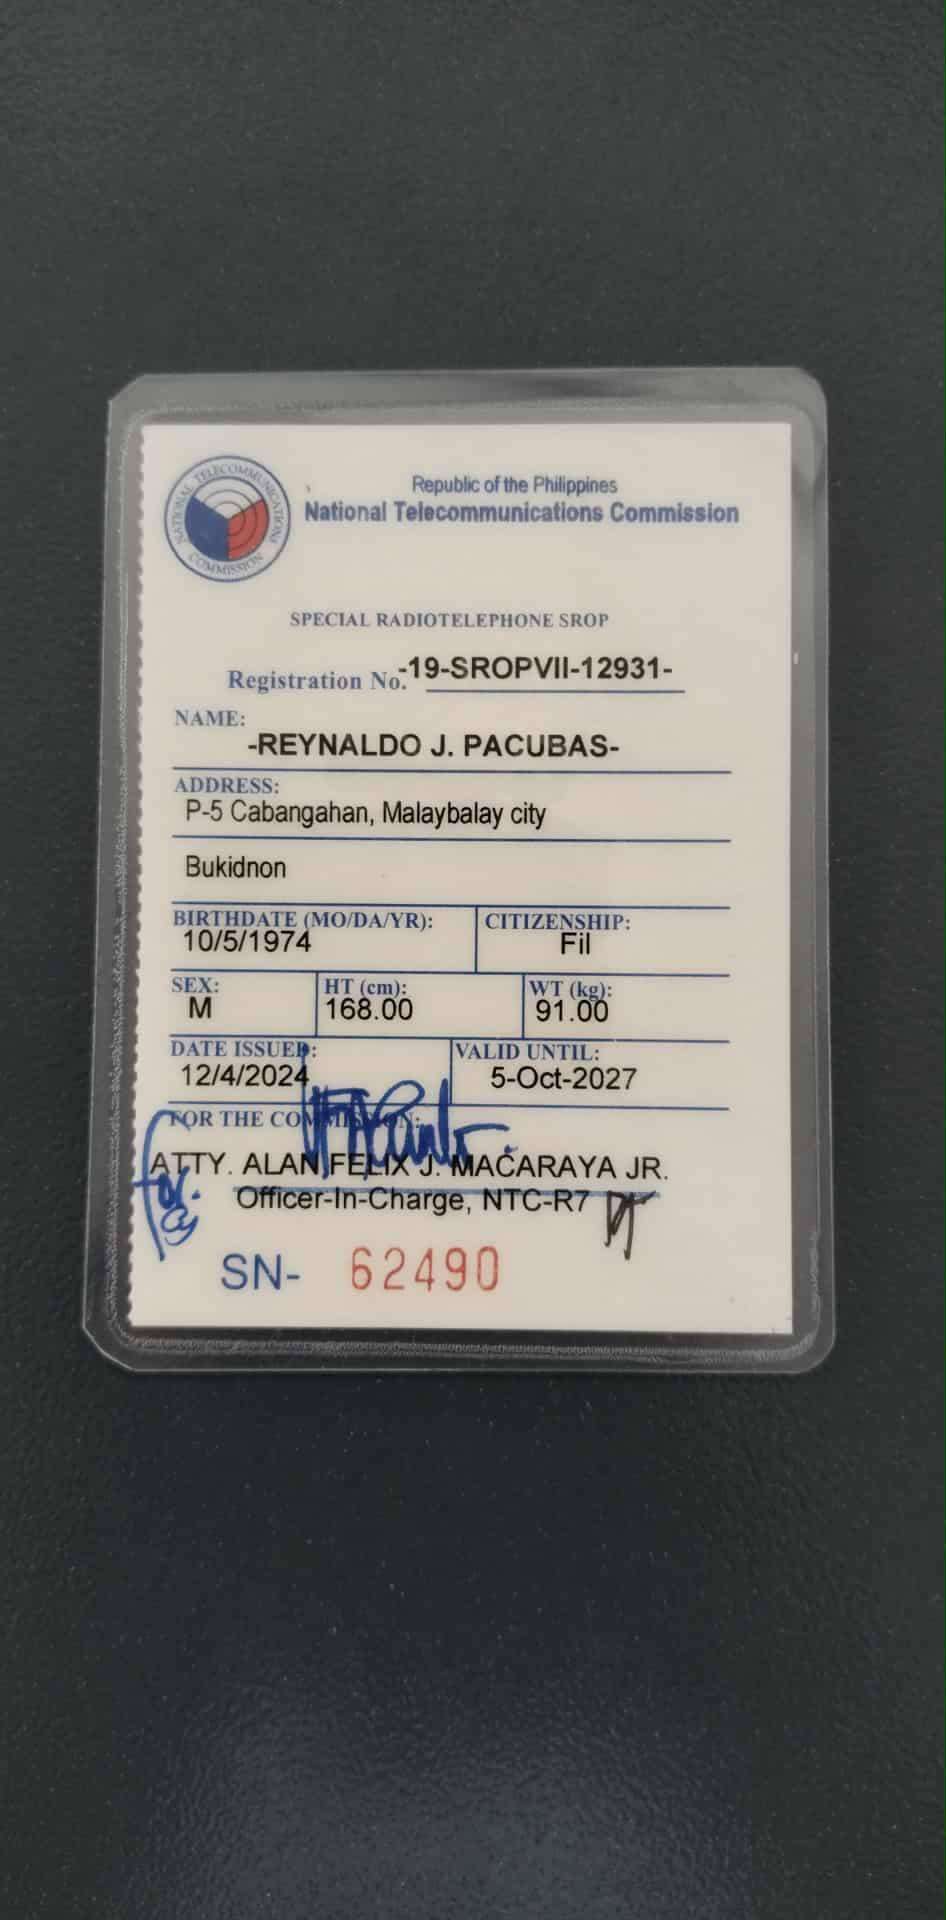 NATIONAL TELECOMMUNICATIONS
COMMISSION
Republic of the Philippines
National Telecommunications Commission
SPECIAL RADIOTELEPHONE SROP
Registration No. -19-SROPVII-12931-
NAME:
-REYNALDO J. PACUBAS-
ADDRESS:
P-5 Cabangahan, Malaybalay city
Bukidnon
BIRTHDATE (MO/DA/YR): CITIZENSHIP:
10/5/1974 Fil
SEX: HT (cm): WT (kg):
M 168.00 91.00
DATE ISSUED: VALID UNTIL:
12/4/2024 5-Oct-2027
FOR THE COMMISSION:
ATTY. ALAN FELIX J. MACARAYA JR.
for.
Officer-In-Charge, NTC-R7
SN- 62490